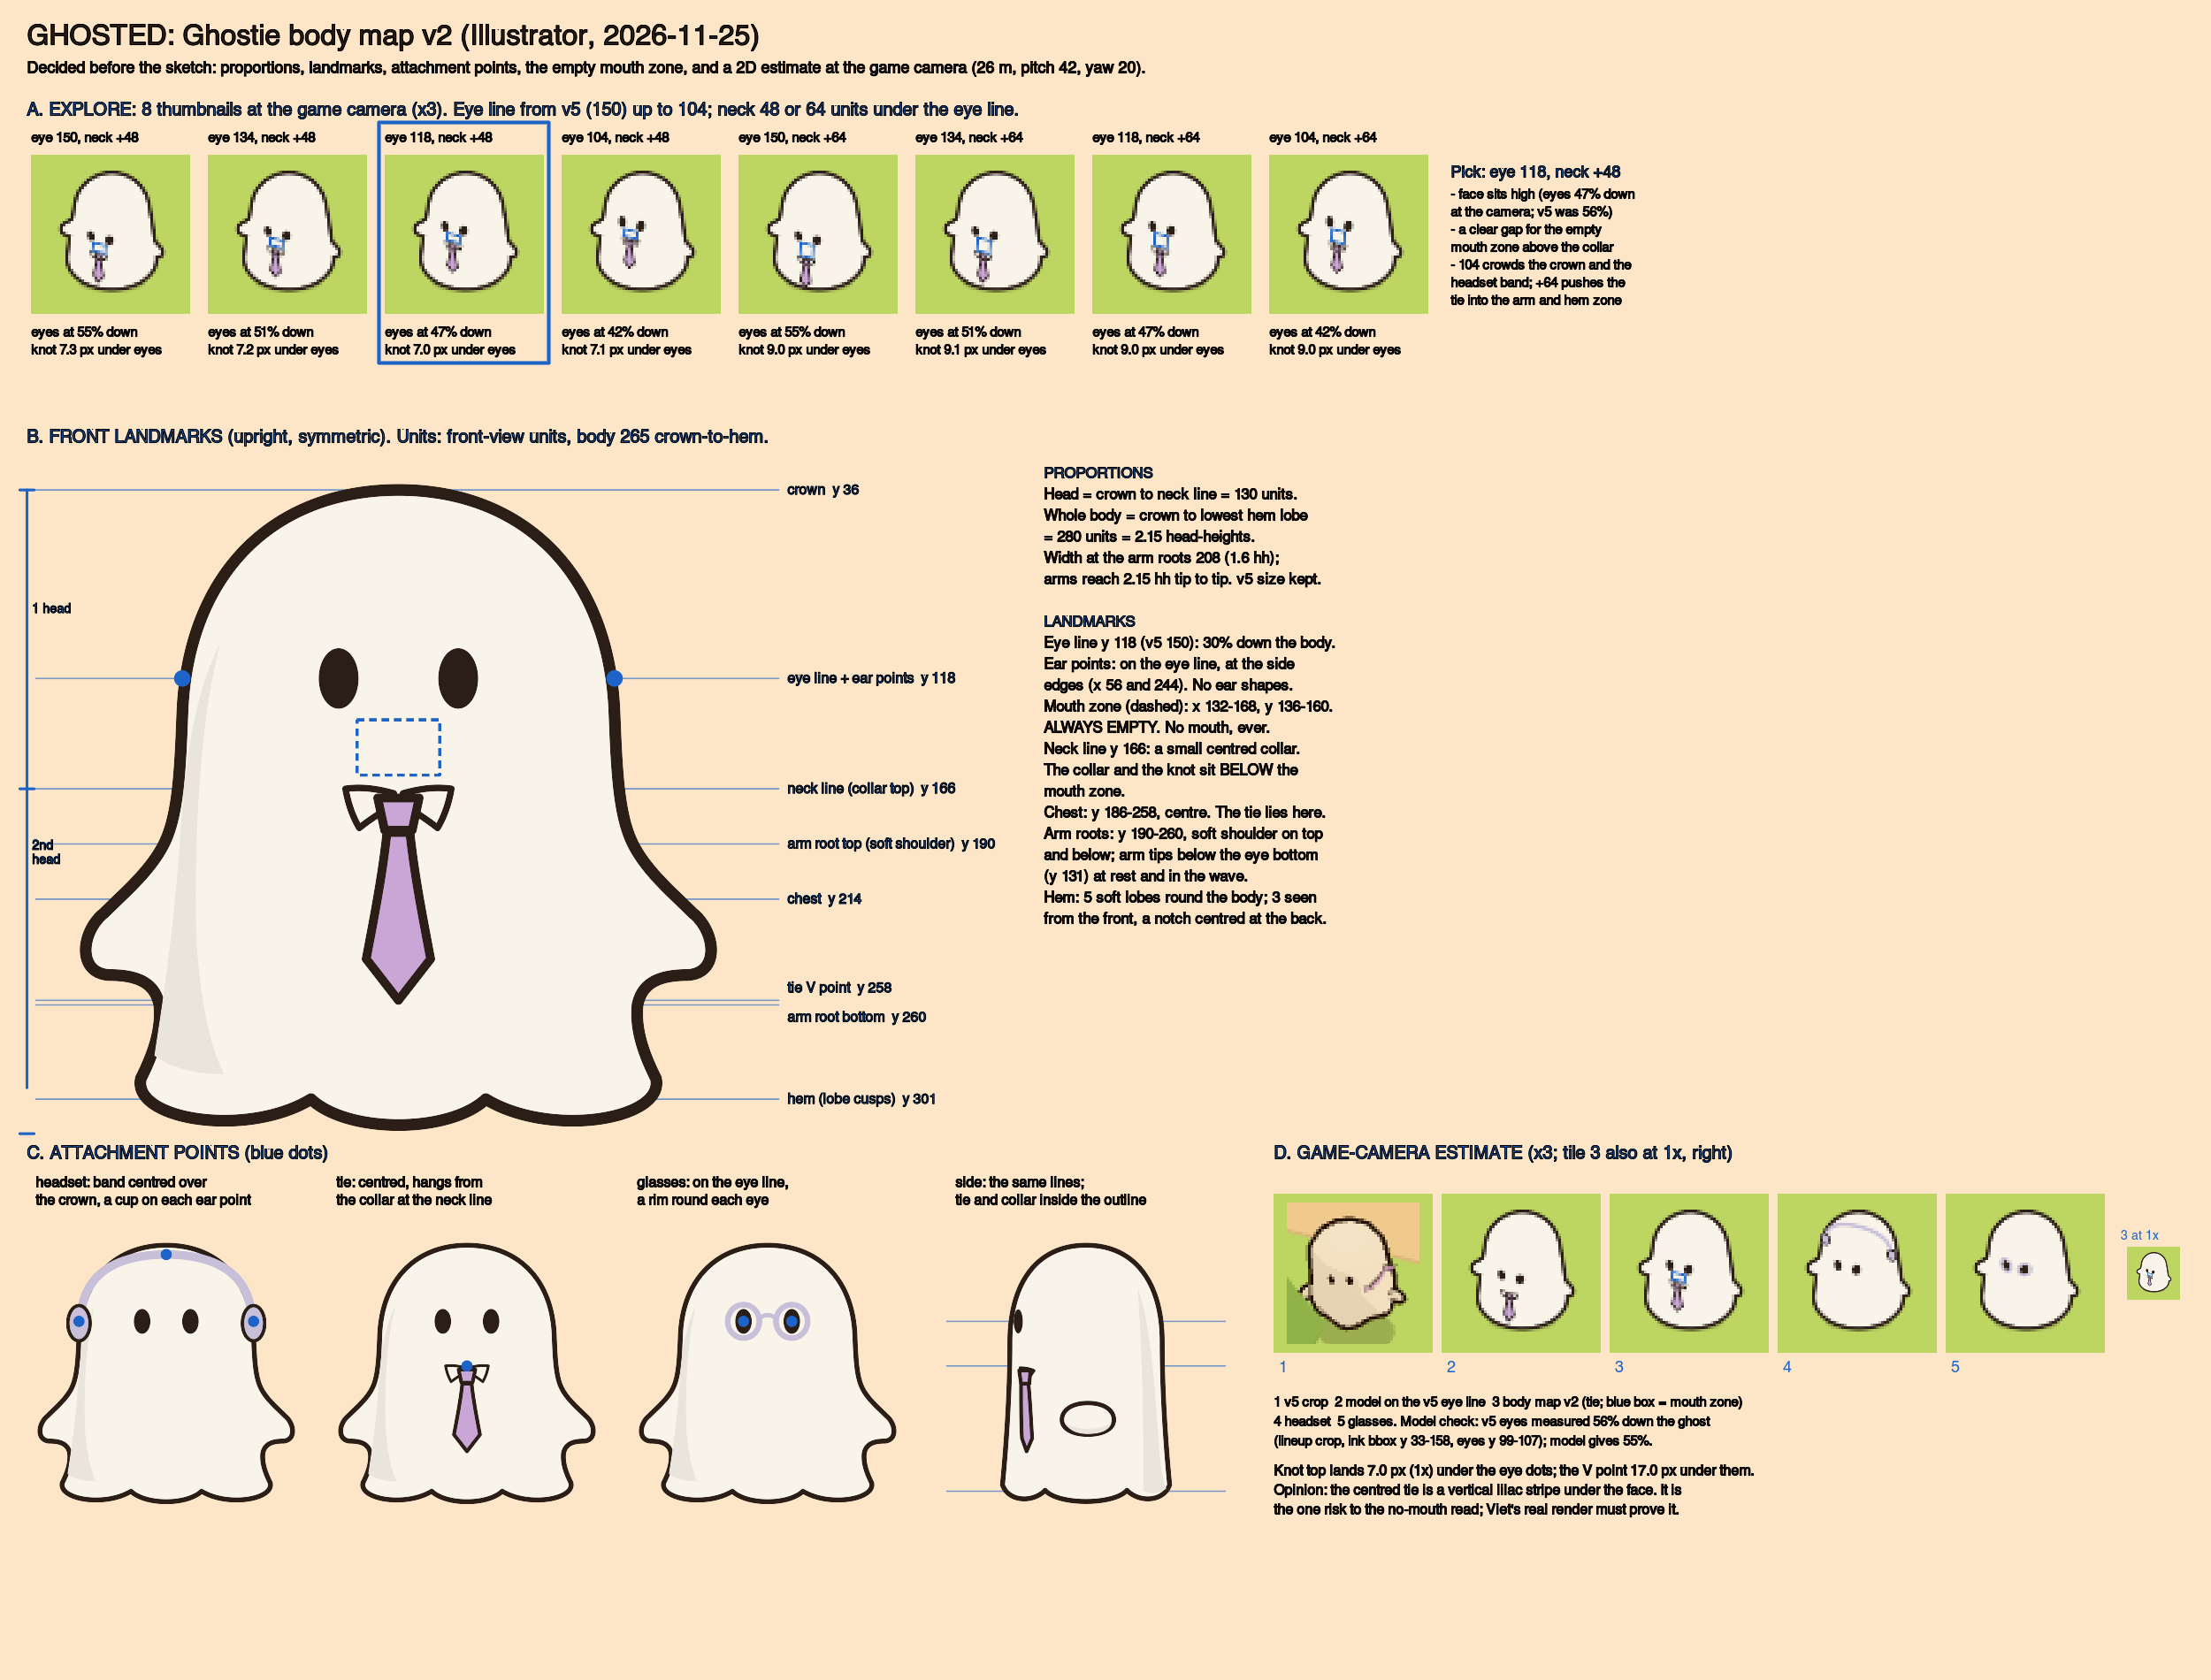 GHOSTED: Ghostie body map v2 (Illustrator, 2026-11-25)
Decided before the sketch: proportions, landmarks, attachment points, the empty mouth zone, and a 2D estimate at the game camera (26 m, pitch 42, yaw 20).
A. EXPLORE: 8 thumbnails at the game camera (x3). Eye line from v5 (150) up to 104; neck 48 or 64 units under the eye line.
eye 150, neck +48
eye 134, neck +48
eye 118, neck +48
eye 104, neck +48
eye 150, neck +64
eye 134, neck +64
eye 118, neck +64
eye 104, neck +64
eyes at 55% down
knot 7.3 px under eyes
eyes at 51% down
knot 7.2 px under eyes
eyes at 47% down
knot 7.0 px under eyes
eyes at 42% down
knot 7.1 px under eyes
eyes at 55% down
knot 9.0 px under eyes
eyes at 51% down
knot 9.1 px under eyes
eyes at 47% down
knot 9.0 px under eyes
eyes at 42% down
knot 9.0 px under eyes
Pick: eye 118, neck +48
- face sits high (eyes 47% down
at the camera; v5 was 56%)
- a clear gap for the empty
mouth zone above the collar
- 104 crowds the crown and the
headset band; +64 pushes the
tie into the arm and hem zone
B. FRONT LANDMARKS (upright, symmetric). Units: front-view units, body 265 crown-to-hem.
1 head
2nd
head
crown y 36
eye line + ear points y 118
neck line (collar top) y 166
arm root top (soft shoulder) y 190
chest y 214
tie V point y 258
arm root bottom y 260
hem (lobe cusps) y 301
PROPORTIONS
Head = crown to neck line = 130 units.
Whole body = crown to lowest hem lobe
= 280 units = 2.15 head-heights.
Width at the arm roots 208 (1.6 hh);
arms reach 2.15 hh tip to tip. v5 size kept.
LANDMARKS
Eye line y 118 (v5 150): 30% down the body.
Ear points: on the eye line, at the side
edges (x 56 and 244). No ear shapes.
Mouth zone (dashed): x 132-168, y 136-160.
ALWAYS EMPTY. No mouth, ever.
Neck line y 166: a small centred collar.
The collar and the knot sit BELOW the
mouth zone.
Chest: y 186-258, centre. The tie lies here.
Arm roots: y 190-260, soft shoulder on top
and below; arm tips below the eye bottom
(y 131) at rest and in the wave.
Hem: 5 soft lobes round the body; 3 seen
from the front, a notch centred at the back.
C. ATTACHMENT POINTS (blue dots)
headset: band centred over
the crown, a cup on each ear point
tie: centred, hangs from
the collar at the neck line
glasses: on the eye line,
a rim round each eye
side: the same lines;
tie and collar inside the outline
D. GAME-CAMERA ESTIMATE (x3; tile 3 also at 1x, right)
3 at 1x
1
2
3
4
5
1 v5 crop 2 model on the v5 eye line 3 body map v2 (tie; blue box = mouth zone)
4 headset 5 glasses. Model check: v5 eyes measured 56% down the ghost
(lineup crop, ink bbox y 33-158, eyes y 99-107); model gives 55%.
Knot top lands 7.0 px (1x) under the eye dots; the V point 17.0 px under them.
Opinion: the centred tie is a vertical lilac stripe under the face. It is
the one risk to the no-mouth read; Viet's real render must prove it.